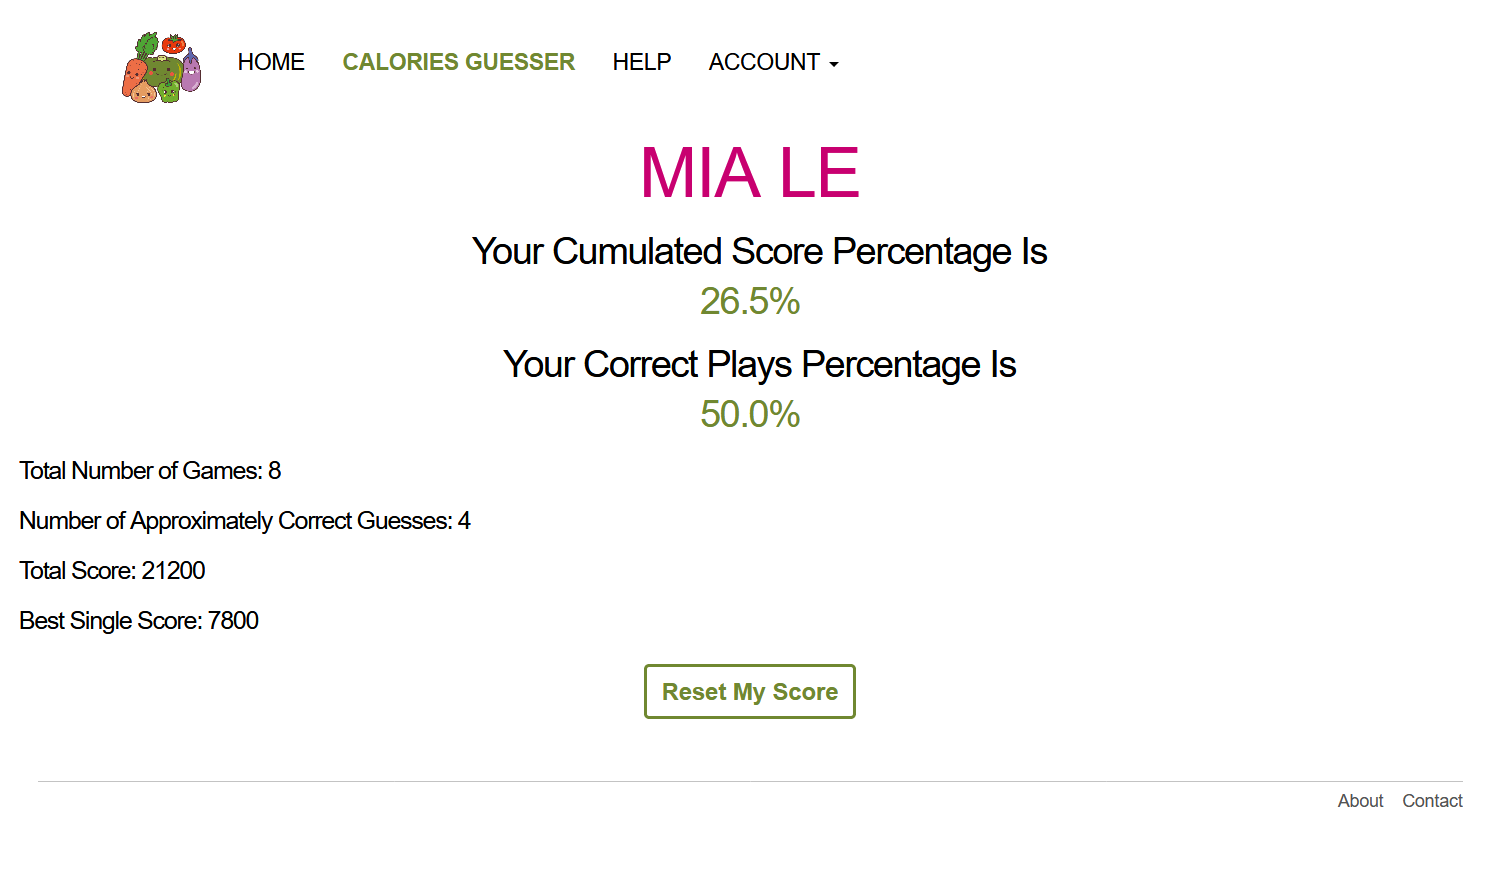 HOME CALORIES GUESSER HELP ACCOUNT
MIA LE
Your Cumulated Score Percentage Is
26.5%
Your Correct Plays Percentage Is
50.0%
Total Number of Games: 8
Number of Approximately Correct Guesses: 4
Total Score: 21200
Best Single Score: 7800
Reset My Score
About Contact